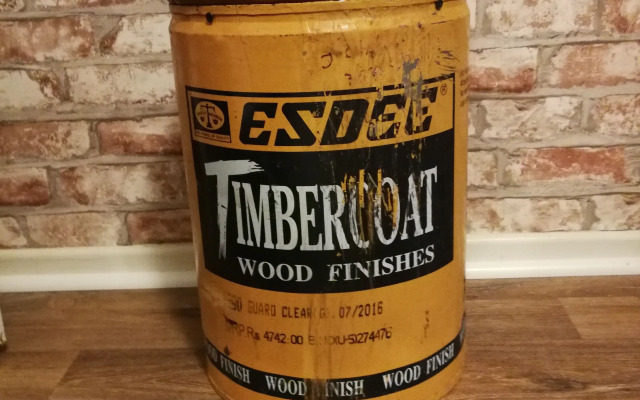 ESDEE®
TIMBERCOAT
WOOD FINISHES
GUARD CLEAR 07/2016
4742:00
WOOD FINISH WOOD FINISH WOOD FINISH